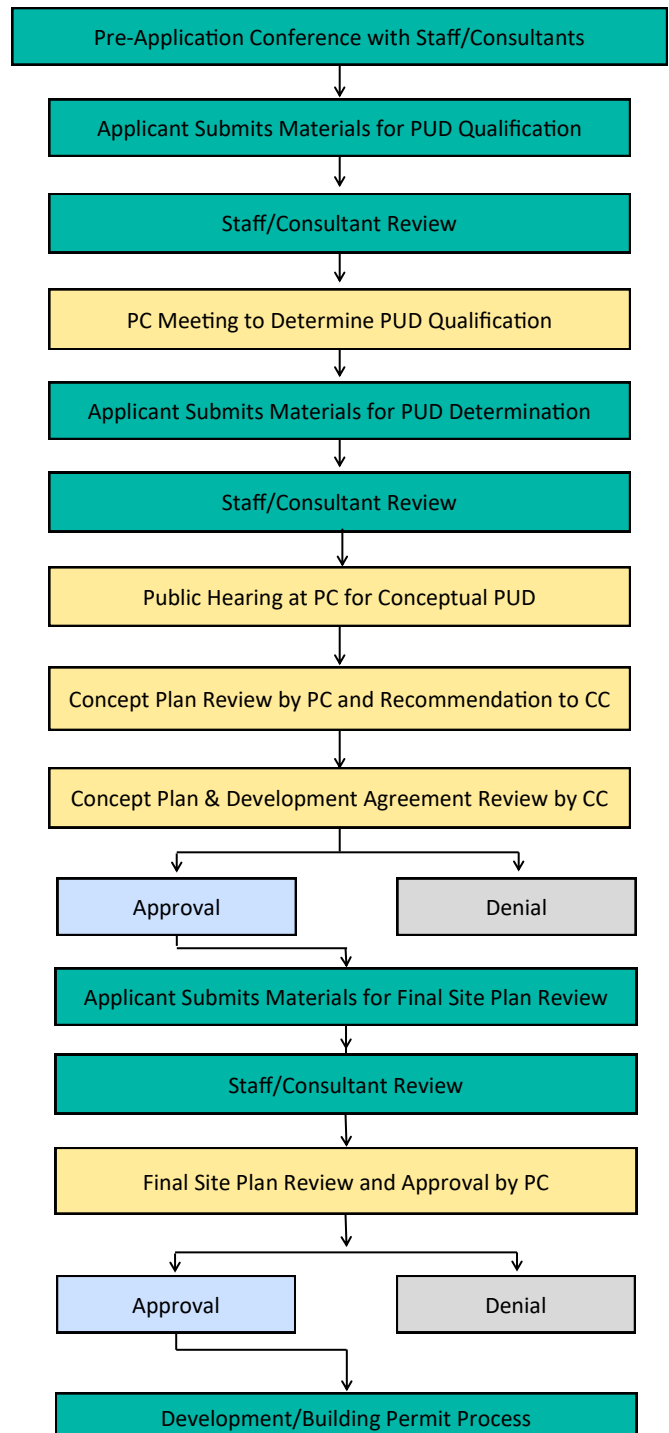 Pre-Application Conference with Staff/Consultants
Applicant Submits Materials for PUD Qualification
Staff/Consultant Review
PC Meeting to Determine PUD Qualification
Applicant Submits Materials for PUD Determination
Staff/Consultant Review
Public Hearing at PC for Conceptual PUD
Concept Plan Review by PC and Recommendation to CC
Concept Plan & Development Agreement Review by CC
Approval
Denial
Applicant Submits Materials for Final Site Plan Review
Staff/Consultant Review
Final Site Plan Review and Approval by PC
Approval
Denial
Development/Building Permit Process